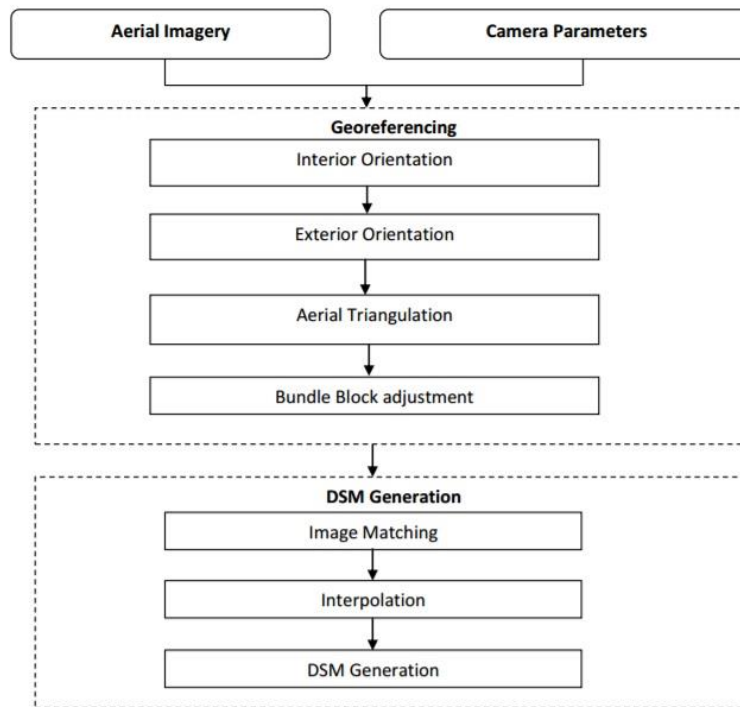 Aerial Imagery
Camera Parameters
Georeferencing
Interior Orientation
Exterior Orientation
Aerial Triangulation
Bundle Block adjustment
DSM Generation
Image Matching
Interpolation
DSM Generation